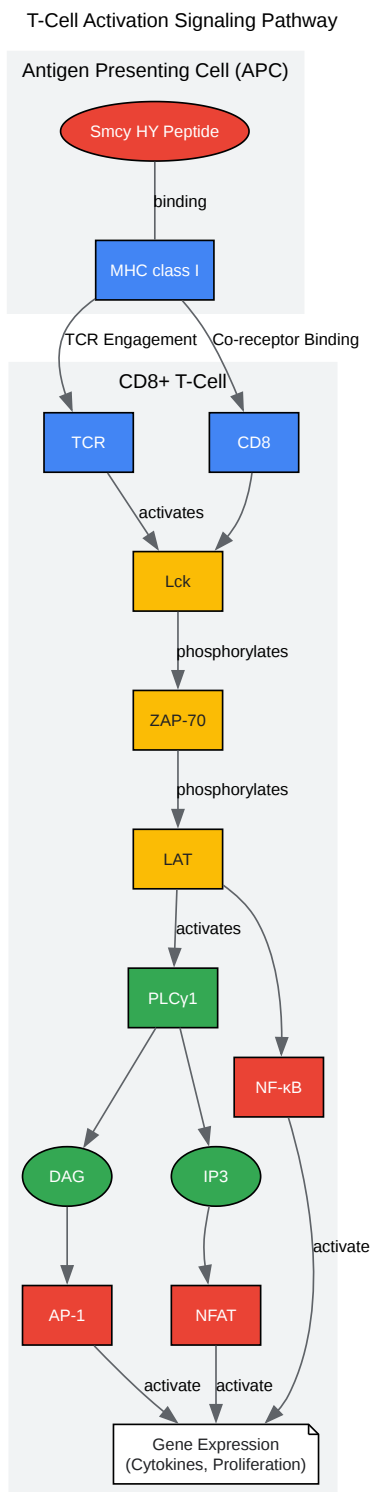 T-Cell Activation Signaling Pathway
Antigen Presenting Cell (APC)
Smcy HY Peptide
binding
MHC class I
TCR Engagement
Co-receptor Binding
CD8+ T-Cell
TCR
CD8
activates
Lck
phosphorylates
ZAP-70
phosphorylates
LAT
activates
PLCγ1
NF-κB
DAG
IP3
activate
AP-1
NFAT
activate
activate
Gene Expression
(Cytokines, Proliferation)